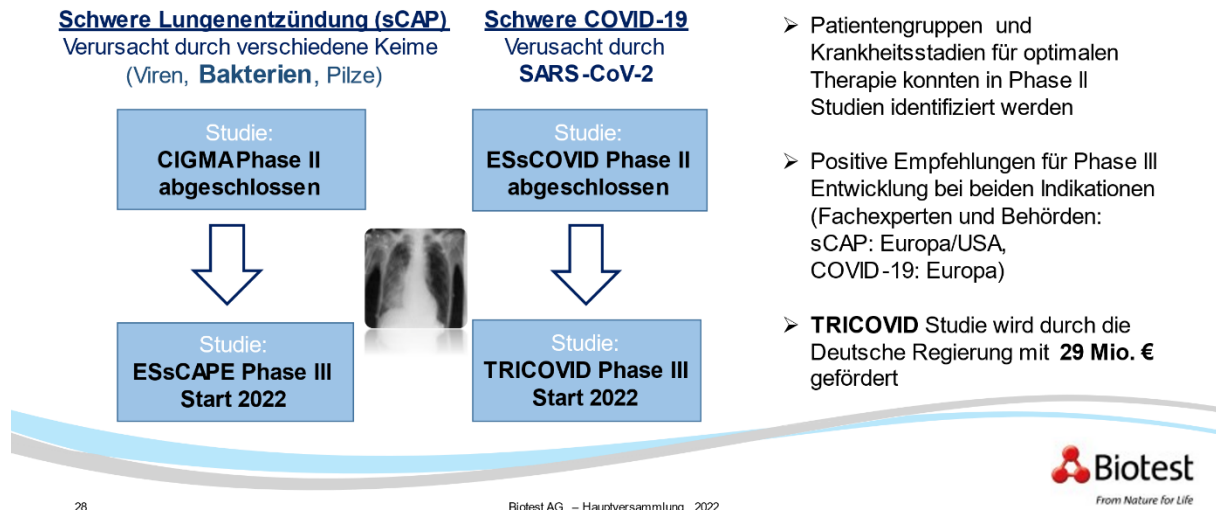 Schwere Lungenentzündung (sCAP)
Verursacht durch verschiedene Keime
(Viren, Bakterien, Pilze)
Studie:
CIGMA Phase II
abgeschlossen
Studie:
ESsCAPE Phase III
Start 2022
Schwere COVID-19
Verusacht durch
SARS-CoV-2
Studie:
ESsCOVID Phase II
abgeschlossen
Studie:
TRICOVID Phase III
Start 2022
➢ Patientengruppen und
Krankheitsstadien für optimalen
Therapie konnten in Phase II
Studien identifiziert werden
➢ Positive Empfehlungen für Phase III
Entwicklung bei beiden Indikationen
(Fachexperten und Behörden:
sCAP: Europa/USA,
COVID-19: Europa)
➢ TRICOVID Studie wird durch die
Deutsche Regierung mit 29 Mio. €
gefördert
Biotest
From Nature for Life
28
Biotest AG – Hauptversammlung 2022